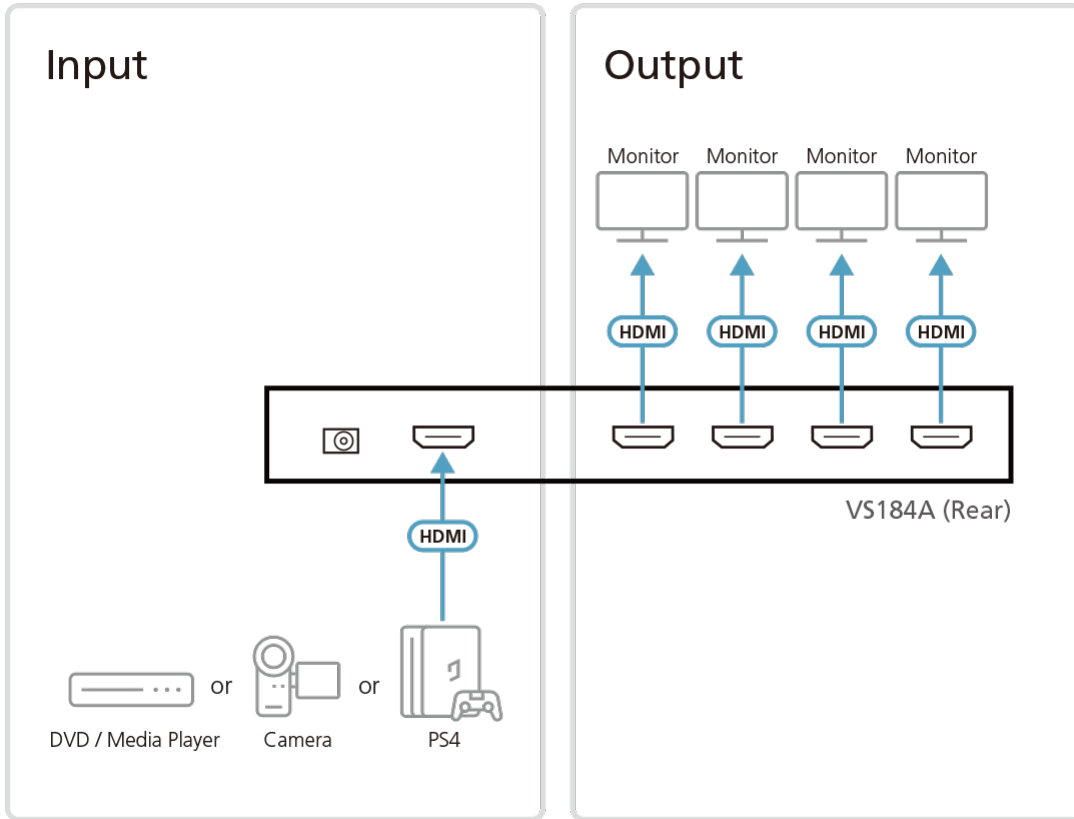 Input
Output
Monitor Monitor Monitor Monitor
HDMI HDMI HDMI HDMI
VS184A (Rear)
HDMI
or or
DVD / Media Player Camera PS4